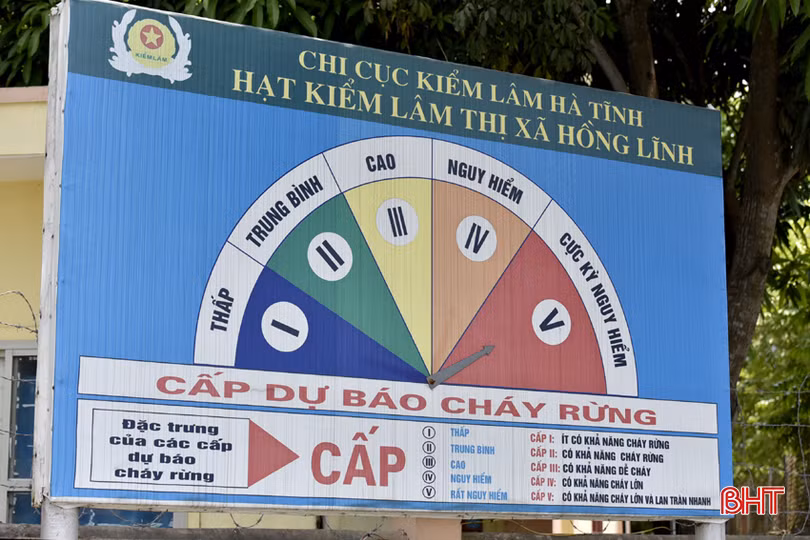 KIỂM LÂM
CHI CỤC KIỂM LÂM HÀ TĨNH
HẠT KIỂM LÂM THỊ XÃ HỒNG LĨNH
THẤP
TRUNG BÌNH
CAO
NGUY HIỂM
CỰC KỲ NGUY HIỂM
I
II
III
IV
V
CẤP DỰ BÁO CHÁY RỪNG
Đặc trưng
của các cấp
dự báo
cháy rừng
CẤP
I THẤP
II TRUNG BÌNH
III CAO
IV NGUY HIỂM
V RẤT NGUY HIỂM
CẤP I: ÍT CÓ KHẢ NĂNG CHÁY RỪNG
CẤP II: CÓ KHẢ NĂNG CHÁY RỪNG
CẤP III: CÓ KHẢ NĂNG DỄ CHÁY
CẤP IV: CÓ KHẢ NĂNG CHÁY LỚN
CẤP V: CÓ KHẢ NĂNG CHÁY LỚN VÀ LAN TRÀN NHANH
BHT